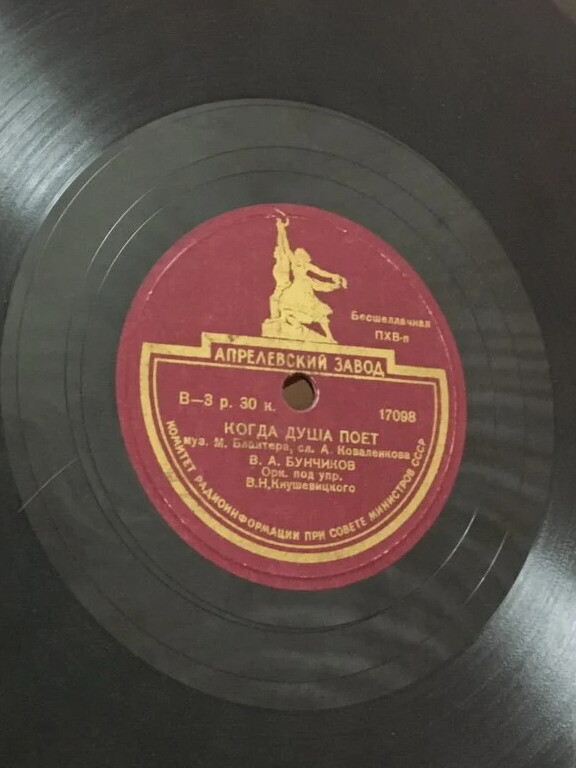 Бесшеллачная
ПХВ-п
АПРЕЛЕВСКИЙ ЗАВОД
В—3 р. 30 к.
17098
КОГДА ДУША ПОЕТ
муз. М. Блантера, сл. А. Коваленкова
В. А. БУНЧИКОВ
Орк. под упр.
В.Н.Кнушевицкого
КОМИТЕТ РАДИОИНФОРМАЦИИ ПРИ СОВЕТЕ МИНИСТРОВ СССР